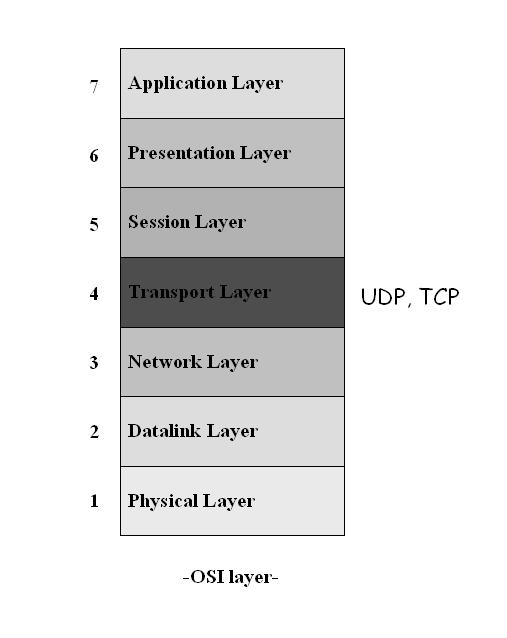 7 Application Layer
6 Presentation Layer
5 Session Layer
4 Transport Layer UDP, TCP
3 Network Layer
2 Datalink Layer
1 Physical Layer
-OSI layer-